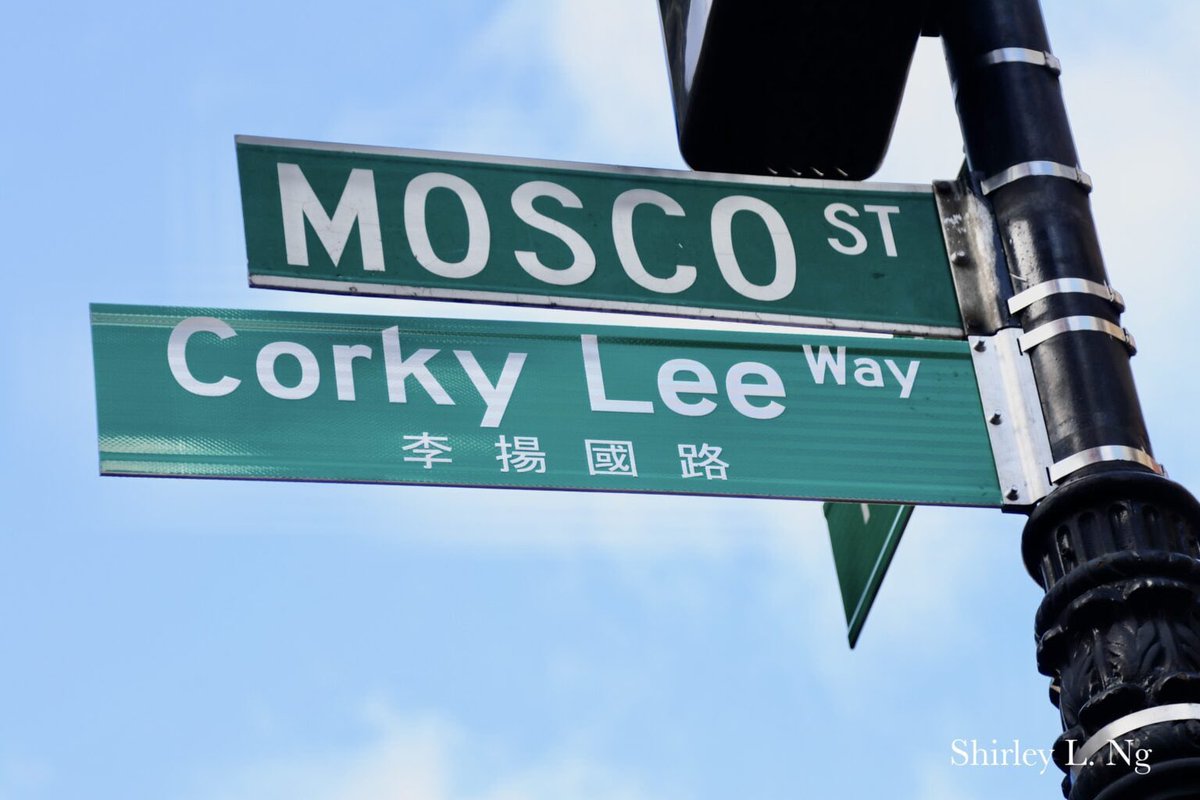 MOSCO ST
Corky Lee Way
李揚國路
Shirley L. Ng